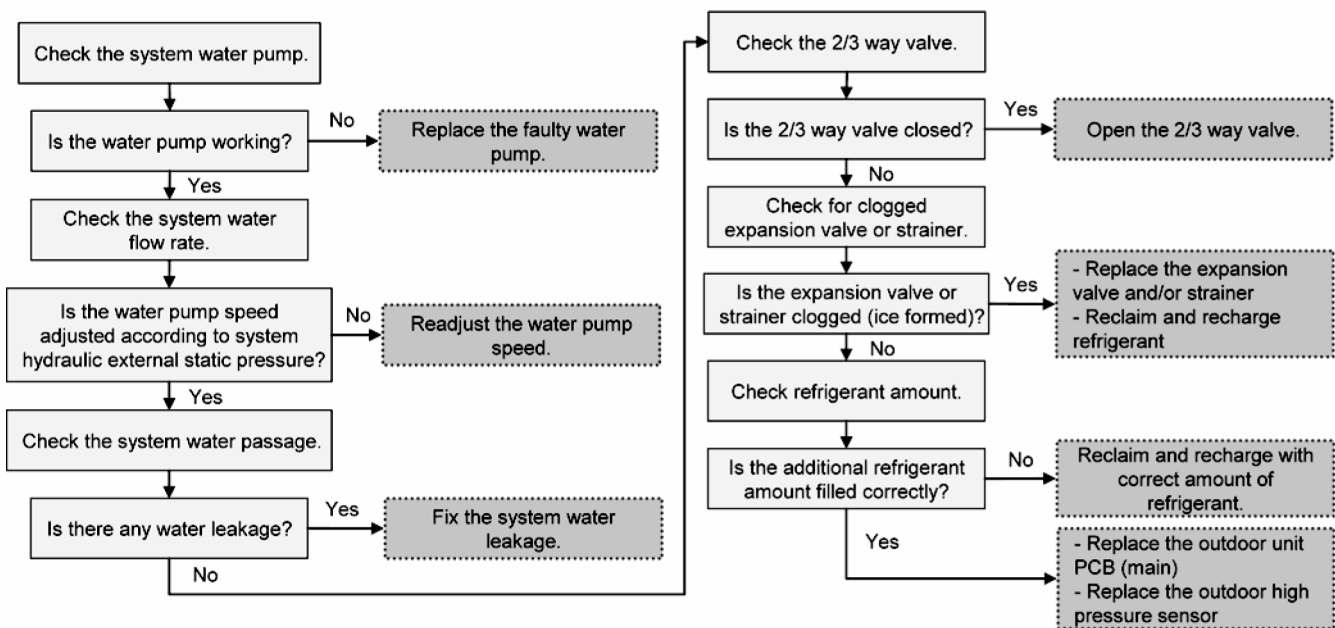 Check the system water pump.
Is the water pump working?
No
Replace the faulty water
pump.
Yes
Check the system water
flow rate.
Is the water pump speed
adjusted according to system
hydraulic external static pressure?
No
Readjust the water pump
speed.
Yes
Check the system water passage.
Is there any water leakage?
Yes
Fix the system water
leakage.
No
Check the 2/3 way valve.
Is the 2/3 way valve closed?
Yes
Open the 2/3 way valve.
No
Check for clogged
expansion valve or strainer.
Is the expansion valve or
strainer clogged (ice formed)?
Yes
- Replace the expansion
valve and/or strainer
- Reclaim and recharge
refrigerant
No
Check refrigerant amount.
Is the additional refrigerant
amount filled correctly?
No
Reclaim and recharge with
correct amount of
refrigerant.
Yes
- Replace the outdoor unit
PCB (main)
- Replace the outdoor high
pressure sensor